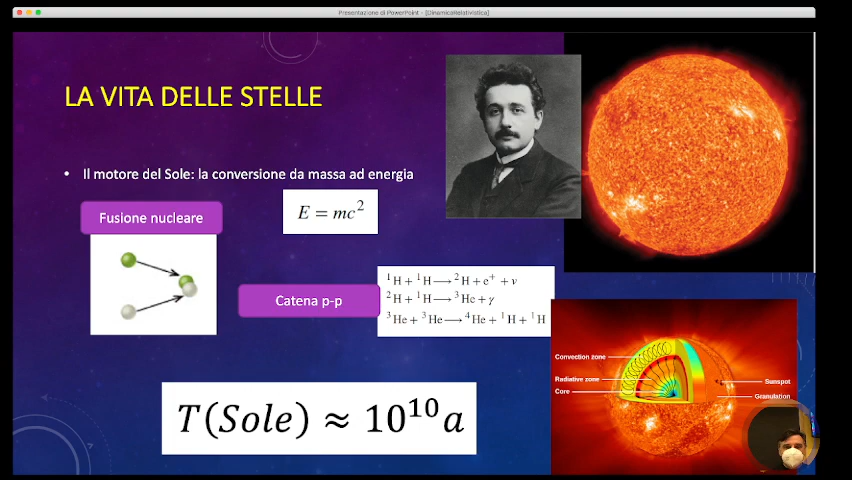 Presentazione di PowerPoint - [DinamicaRelativistica]
LA VITA DELLE STELLE
• Il motore del Sole: la conversione da massa ad energia
Fusione nucleare
E = mc²
Catena p-p
¹H + ¹H ⟶ ²H + e⁺ + ν
²H + ¹H ⟶ ³He + γ
³He + ³He ⟶ ⁴He + ¹H + ¹H
T(Sole) ≈ 10¹⁰a
Convection zone
Radiative zone
Core
Sunspot
Granulation